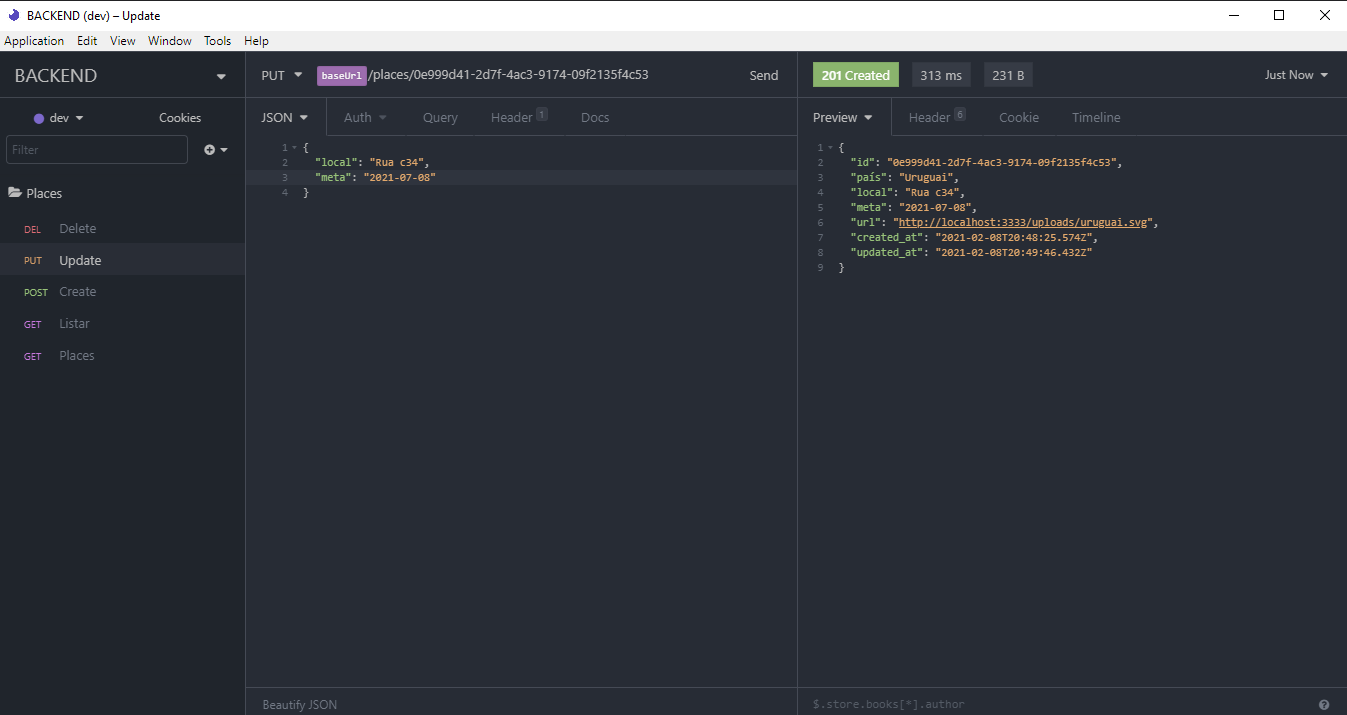 BACKEND (dev) – Update
Application Edit View Window Tools Help
BACKEND
dev Cookies
Filter
Places
DEL Delete
PUT Update
POST Create
GET Listar
GET Places
PUT baseUrl/places/0e999d41-2d7f-4ac3-9174-09f2135f4c53 Send
JSON Auth Query Header 1 Docs
1 {
2 "local": "Rua c34",
3 "meta": "2021-07-08"
4 }
Beautify JSON
201 Created 313 ms 231 B Just Now
Preview Header 6 Cookie Timeline
1 {
2 "id": "0e999d41-2d7f-4ac3-9174-09f2135f4c53",
3 "país": "Uruguai",
4 "local": "Rua c34",
5 "meta": "2021-07-08",
6 "url": "http://localhost:3333/uploads/uruguai.svg",
7 "created_at": "2021-02-08T20:48:25.574Z",
8 "updated_at": "2021-02-08T20:49:46.432Z"
9 }
$.store.books[*].author